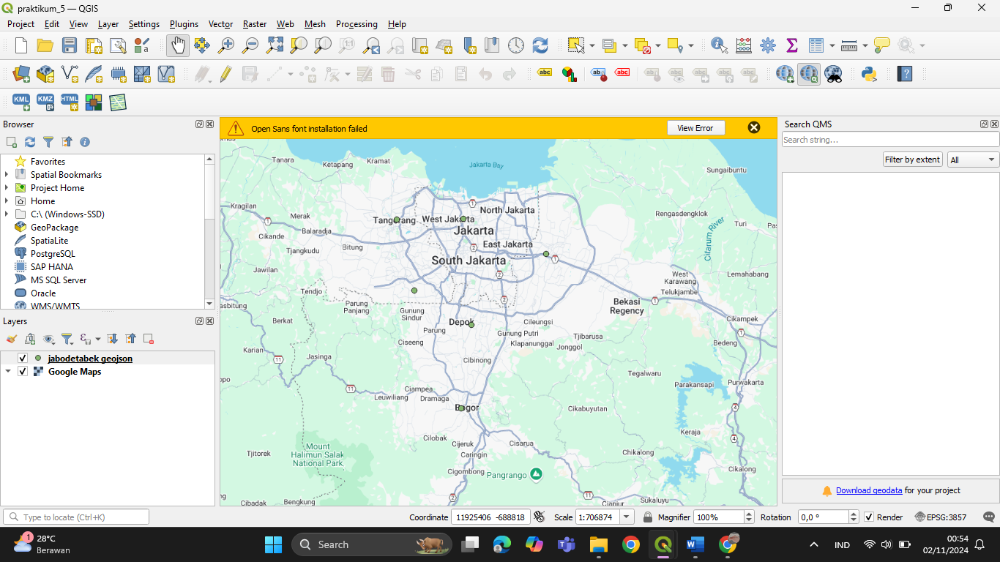 praktikum_5 — QGIS
Project Edit View Layer Settings Plugins Vector Raster Web Mesh Processing Help
KML KMZ HTML
Browser
Favorites
Spatial Bookmarks
Project Home
Home
C:\ (Windows-SSD)
GeoPackage
SpatiaLite
PostgreSQL
SAP HANA
MS SQL Server
Oracle
WMS/WMTS
Layers
jabodetabek geojson
Google Maps
Open Sans font installation failed
View Error
Tanara
Ketapang
Kramat
Jakarta Bay
Sungaibuntu
Kragilan
Merak
Tangerang
West Jakarta
North Jakarta
Rengasdengklok
Turi
Cikande
Balaradja
Jakarta
East Jakarta
Citarum River
Tjangkudu
Bitung
South Jakarta
Jawilan
West Karawang
Lemahabang
Tendjo
Telukjambe
Parung Panjang
Gunung Sindur
Bekasi Regency
Berkat
Depok
Cileungsi
Cikampek
Parung
Gunung Putri
Tjibarusa
Ciseeng
Klapanunggal
Jonggol
Bedeng
Karian
Jasinga
Cibinong
Tegalwaru
Parakansapi
Purwakarta
Ciampea
Leuwiliang
Dramaga
Bogor
Cikabuyutan
Keraja
Cilobak
Cijeruk
Cisarua
Mount Halimun Salak National Park
Tjitorek
Caringin
Chikalong
Cigombong
Pangrango
Cikalong
Cibadak
Bengkung
Cianjur
Sukaluyu
Search QMS
Search string...
Filter by extent
All
Download geodata for your project
Type to locate (Ctrl+K)
Coordinate 11925406 -688818
Scale 1:706874
Magnifier 100%
Rotation 0,0 °
Render
EPSG:3857
1
28°C
Berawan
Search
IND
00:54
02/11/2024